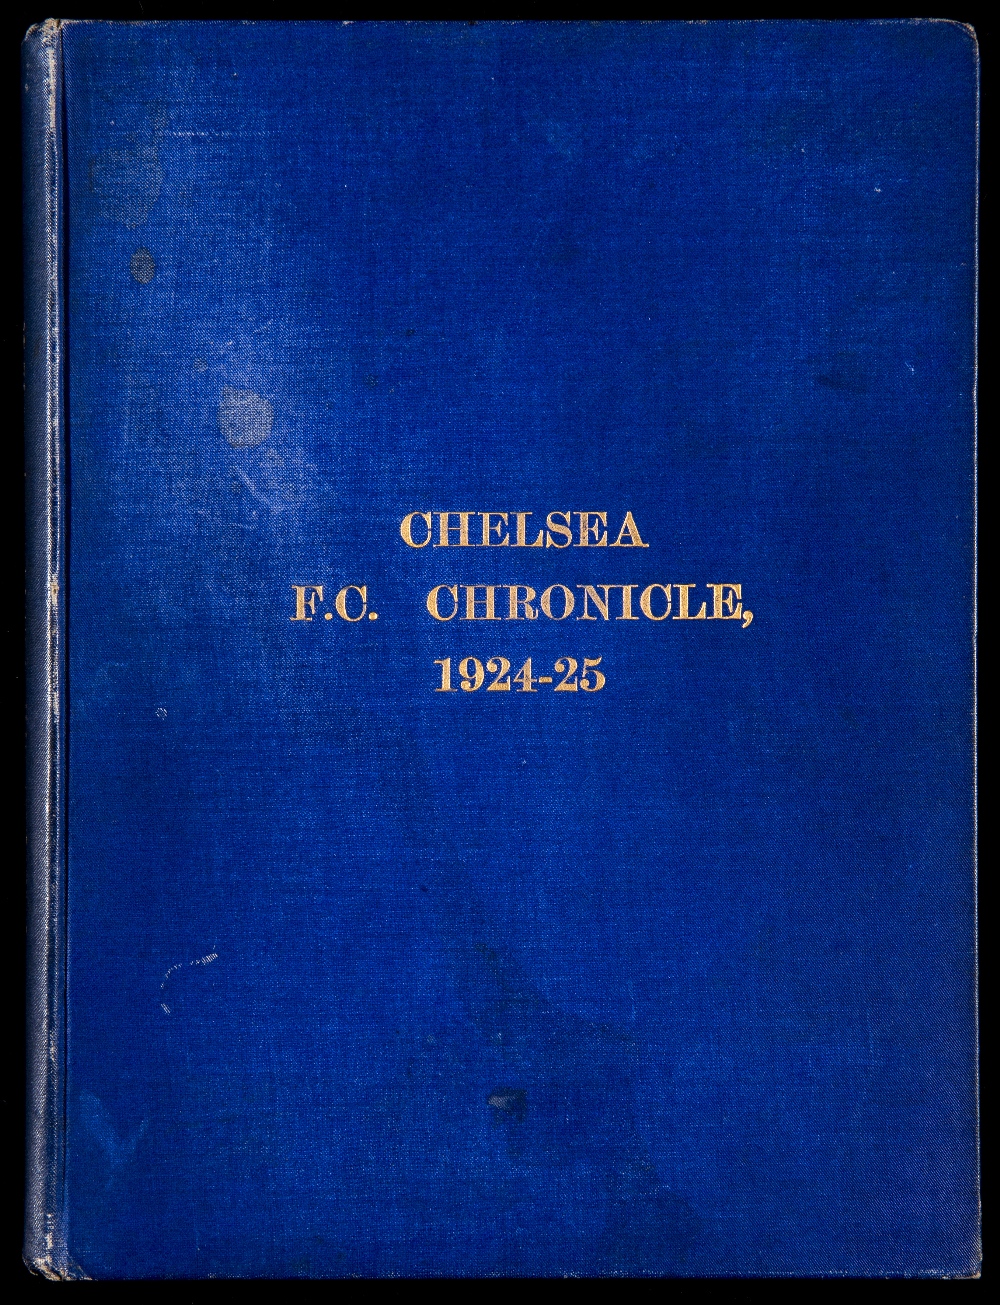 CHELSEA
F.C. CHRONICLE,
1924-25